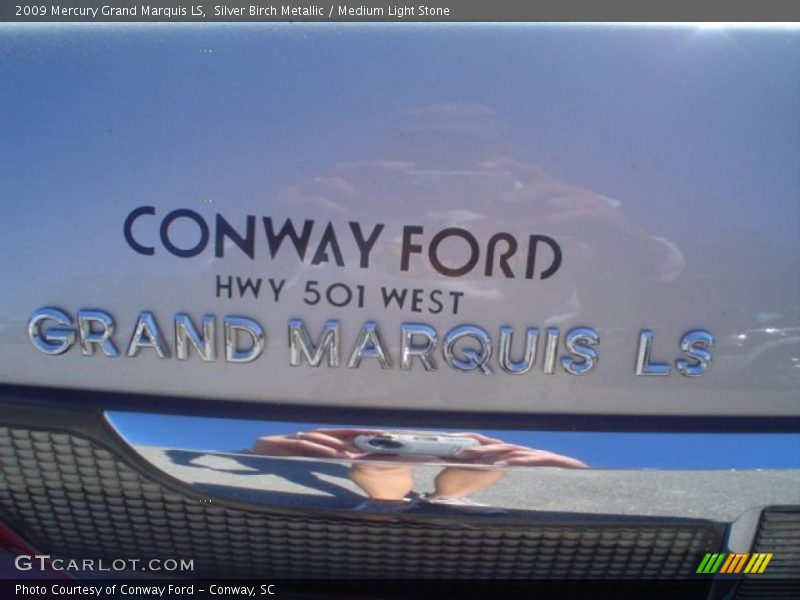 2009 Mercury Grand Marquis LS, Silver Birch Metallic / Medium Light Stone
CONWAY FORD
HWY 501 WEST
GRAND MARQUIS LS
GTCARLOT.COM
Photo Courtesy of Conway Ford - Conway, SC